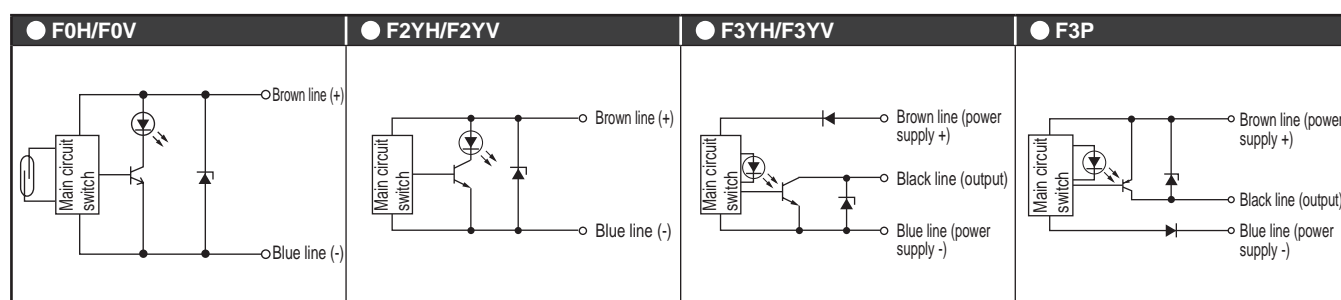 F0H/F0V
F2YH/F2YV
F3YH/F3YV
F3P
Main circuit
switch
Brown line (+)
Blue line (-)
Main circuit
switch
Brown line (+)
Blue line (-)
Main circuit
switch
Brown line (power
supply +)
Black line (output)
Blue line (power
supply -)
Main circuit
switch
Brown line (power
supply +)
Black line (output)
Blue line (power
supply -)